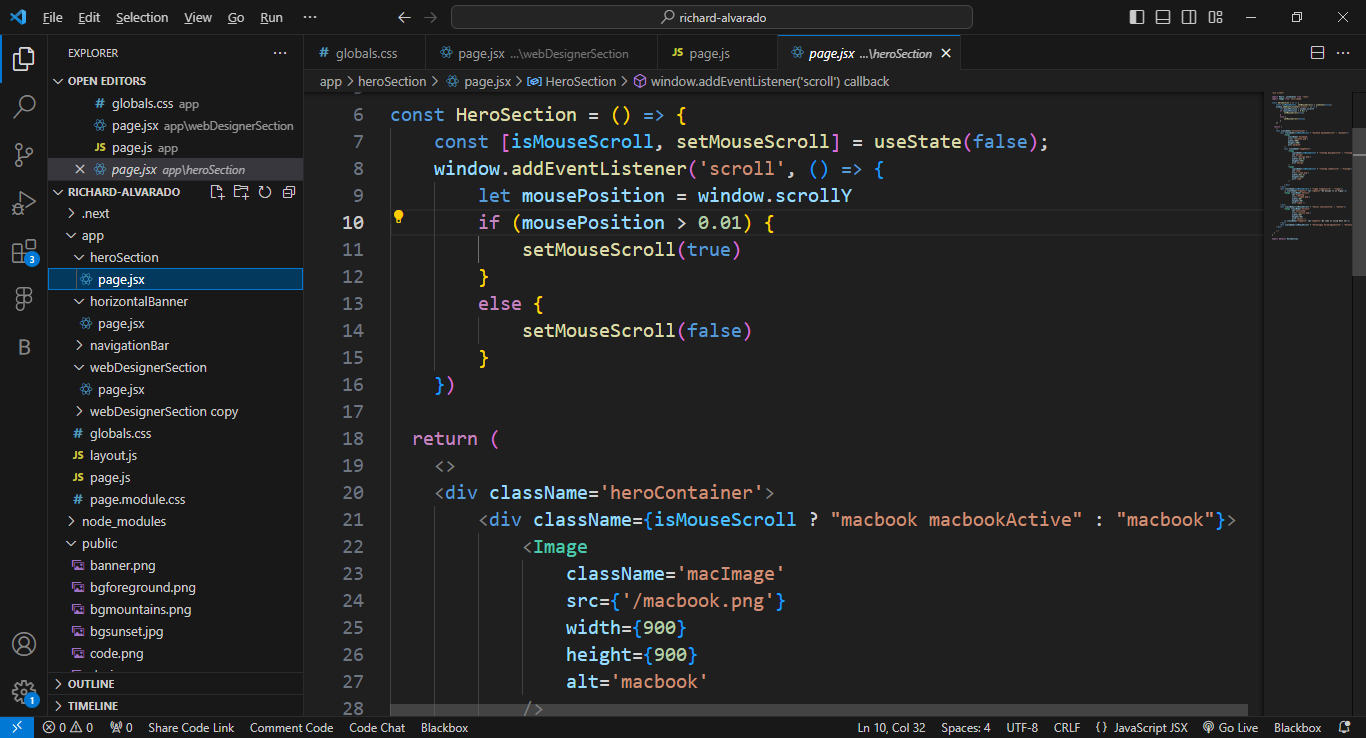 File Edit Selection View Go Run ··· richard-alvarado
EXPLORER ···
OPEN EDITORS
# globals.css app
page.jsx app\webDesignerSection
JS page.js app
page.jsx app\heroSection
RICHARD-ALVARADO
.next
app
heroSection
page.jsx
horizontalBanner
page.jsx
navigationBar
webDesignerSection
page.jsx
webDesignerSection copy
# globals.css
JS layout.js
JS page.js
# page.module.css
node_modules
public
banner.png
bgforeground.png
bgmountains.png
bgsunset.jpg
code.png
OUTLINE
TIMELINE
3
B
1
# globals.css page.jsx ...\webDesignerSection JS page.js page.jsx ...\heroSection
app > heroSection > page.jsx > HeroSection > window.addEventListener('scroll') callback
6 const HeroSection = () => {
7 const [isMouseScroll, setMouseScroll] = useState(false);
8 window.addEventListener('scroll', () => {
9 let mousePosition = window.scrollY
10 if (mousePosition > 0.01) {
11 setMouseScroll(true)
12 }
13 else {
14 setMouseScroll(false)
15 }
16 })
17
18 return (
19 <>
20 <div className='heroContainer'>
21 <div className={isMouseScroll ? "macbook macbookActive" : "macbook"}>
22 <Image
23 className='macImage'
24 src={'/macbook.png'}
25 width={900}
26 height={900}
27 alt='macbook'
28 />
0 0 0 Share Code Link Comment Code Code Chat Blackbox Ln 10, Col 32 Spaces: 4 UTF-8 CRLF {} JavaScript JSX Go Live Blackbox